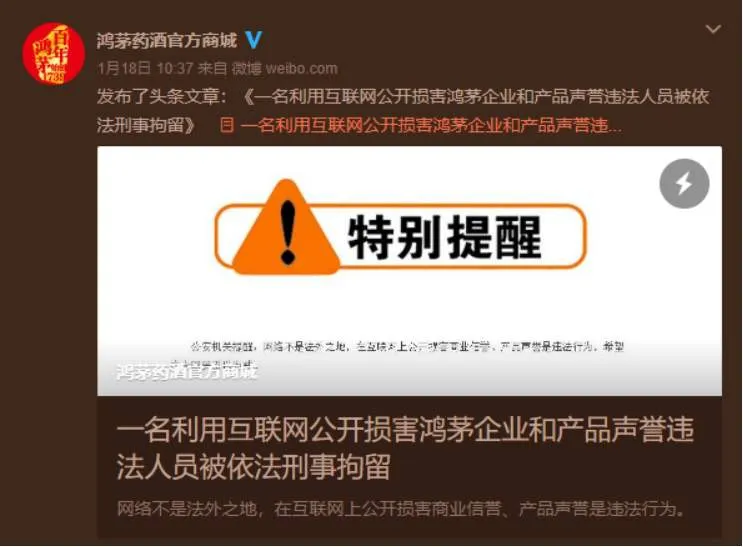 百年
鸿茅
1739
鸿茅药酒官方商城
1月18日 10:37 来自 微博 weibo.com
发布了头条文章：《一名利用互联网公开损害鸿茅企业和产品声誉违法人员被依
法刑事拘留》 一名利用互联网公开损害鸿茅企业和产品声誉违...
特别提醒
公安机关提醒，网络不是法外之地，在互联网上公开损害商业信誉、产品声誉是违法行为，希望
鸿茅药酒官方商城
一名利用互联网公开损害鸿茅企业和产品声誉违
法人员被依法刑事拘留
网络不是法外之地，在互联网上公开损害商业信誉、产品声誉是违法行为。